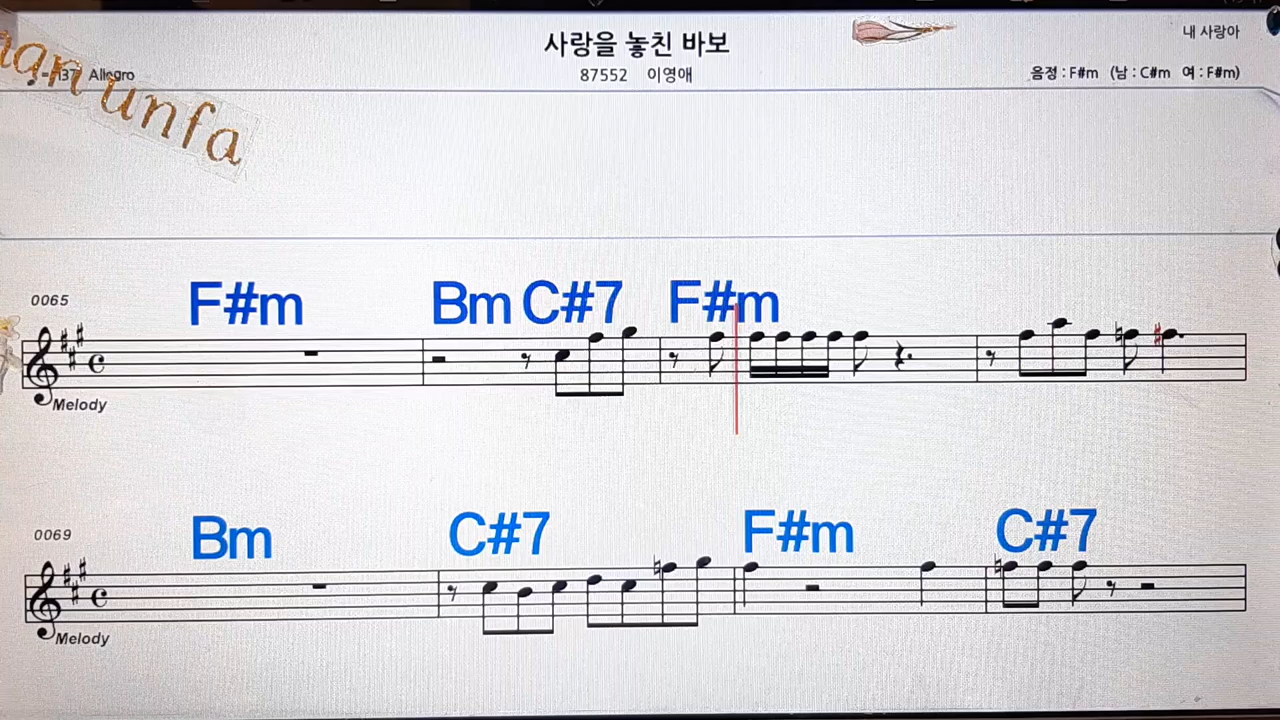 사랑을 놓친 바보
내 사랑아
=137 Allegro
87552 이영애
음정 : F#m (남 : C#m 여 : F#m)
unfa
0065
F#m Bm C#7 F#m
Melody
0069
Bm C#7 F#m C#7
Melody